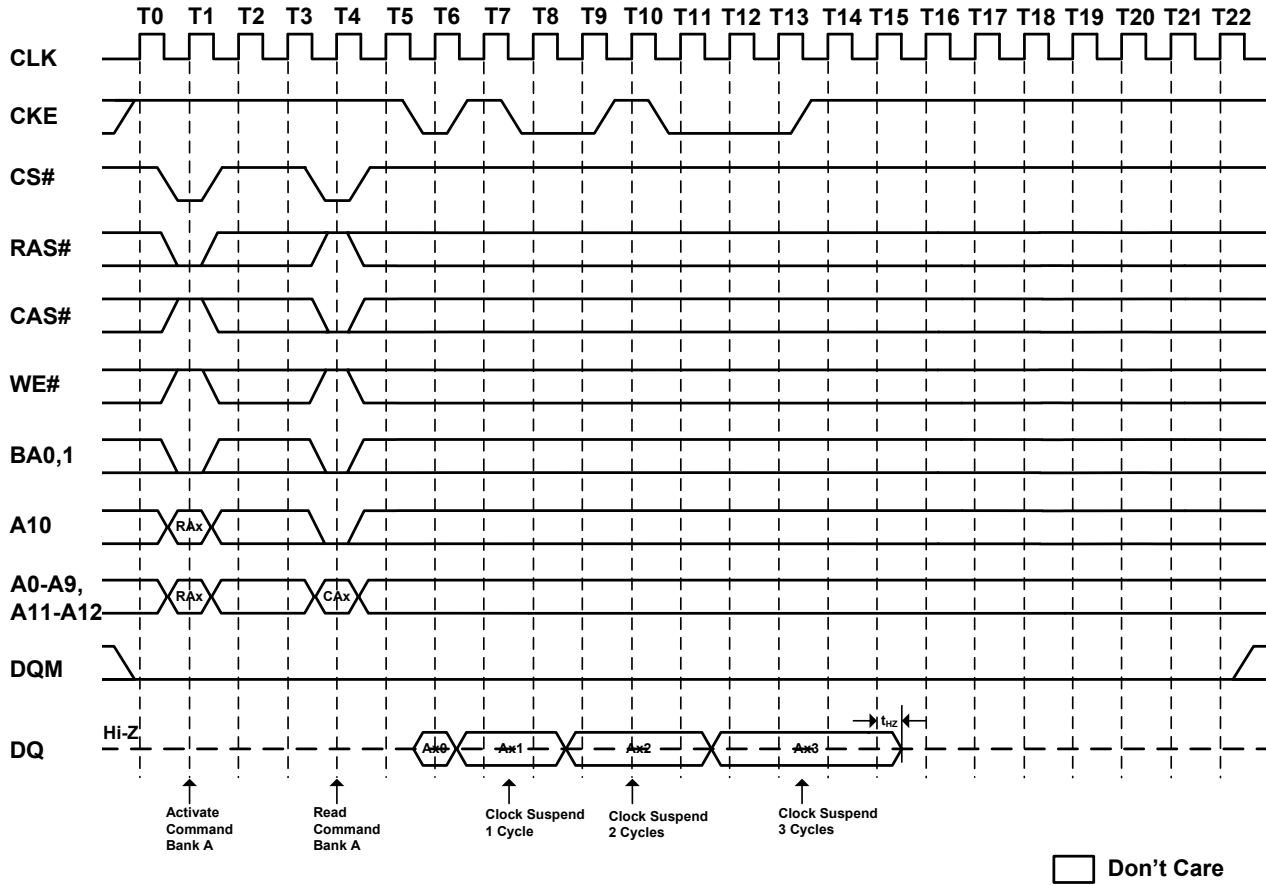 T0 T1 T2 T3 T4 T5 T6 T7 T8 T9 T10 T11 T12 T13 T14 T15 T16 T17 T18 T19 T20 T21 T22
CLK
CKE
CS#
RAS#
CAS#
WE#
BA0,1
A10
RAx
A0-A9,
A11-A12
RAx
CAx
DQM
tHZ
Hi-Z
DQ
Ax0
Ax1
Ax2
Ax3
Activate
Command
Bank A
Read
Command
Bank A
Clock Suspend
1 Cycle
Clock Suspend
2 Cycles
Clock Suspend
3 Cycles
Don't Care